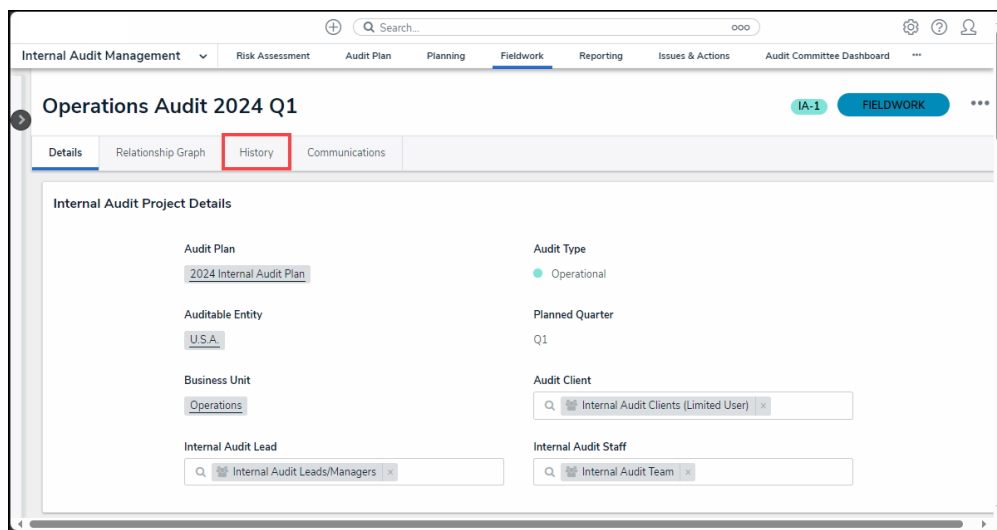 Search...
Internal Audit Management Risk Assessment Audit Plan Planning Fieldwork Reporting Issues & Actions Audit Committee Dashboard
Operations Audit 2024 Q1 IA-1 FIELDWORK
Details Relationship Graph History Communications
Internal Audit Project Details
Audit Plan Audit Type
2024 Internal Audit Plan Operational
Auditable Entity Planned Quarter
U.S.A. Q1
Business Unit Audit Client
Operations Internal Audit Clients (Limited User) ×
Internal Audit Lead Internal Audit Staff
Internal Audit Leads/Managers × Internal Audit Team ×